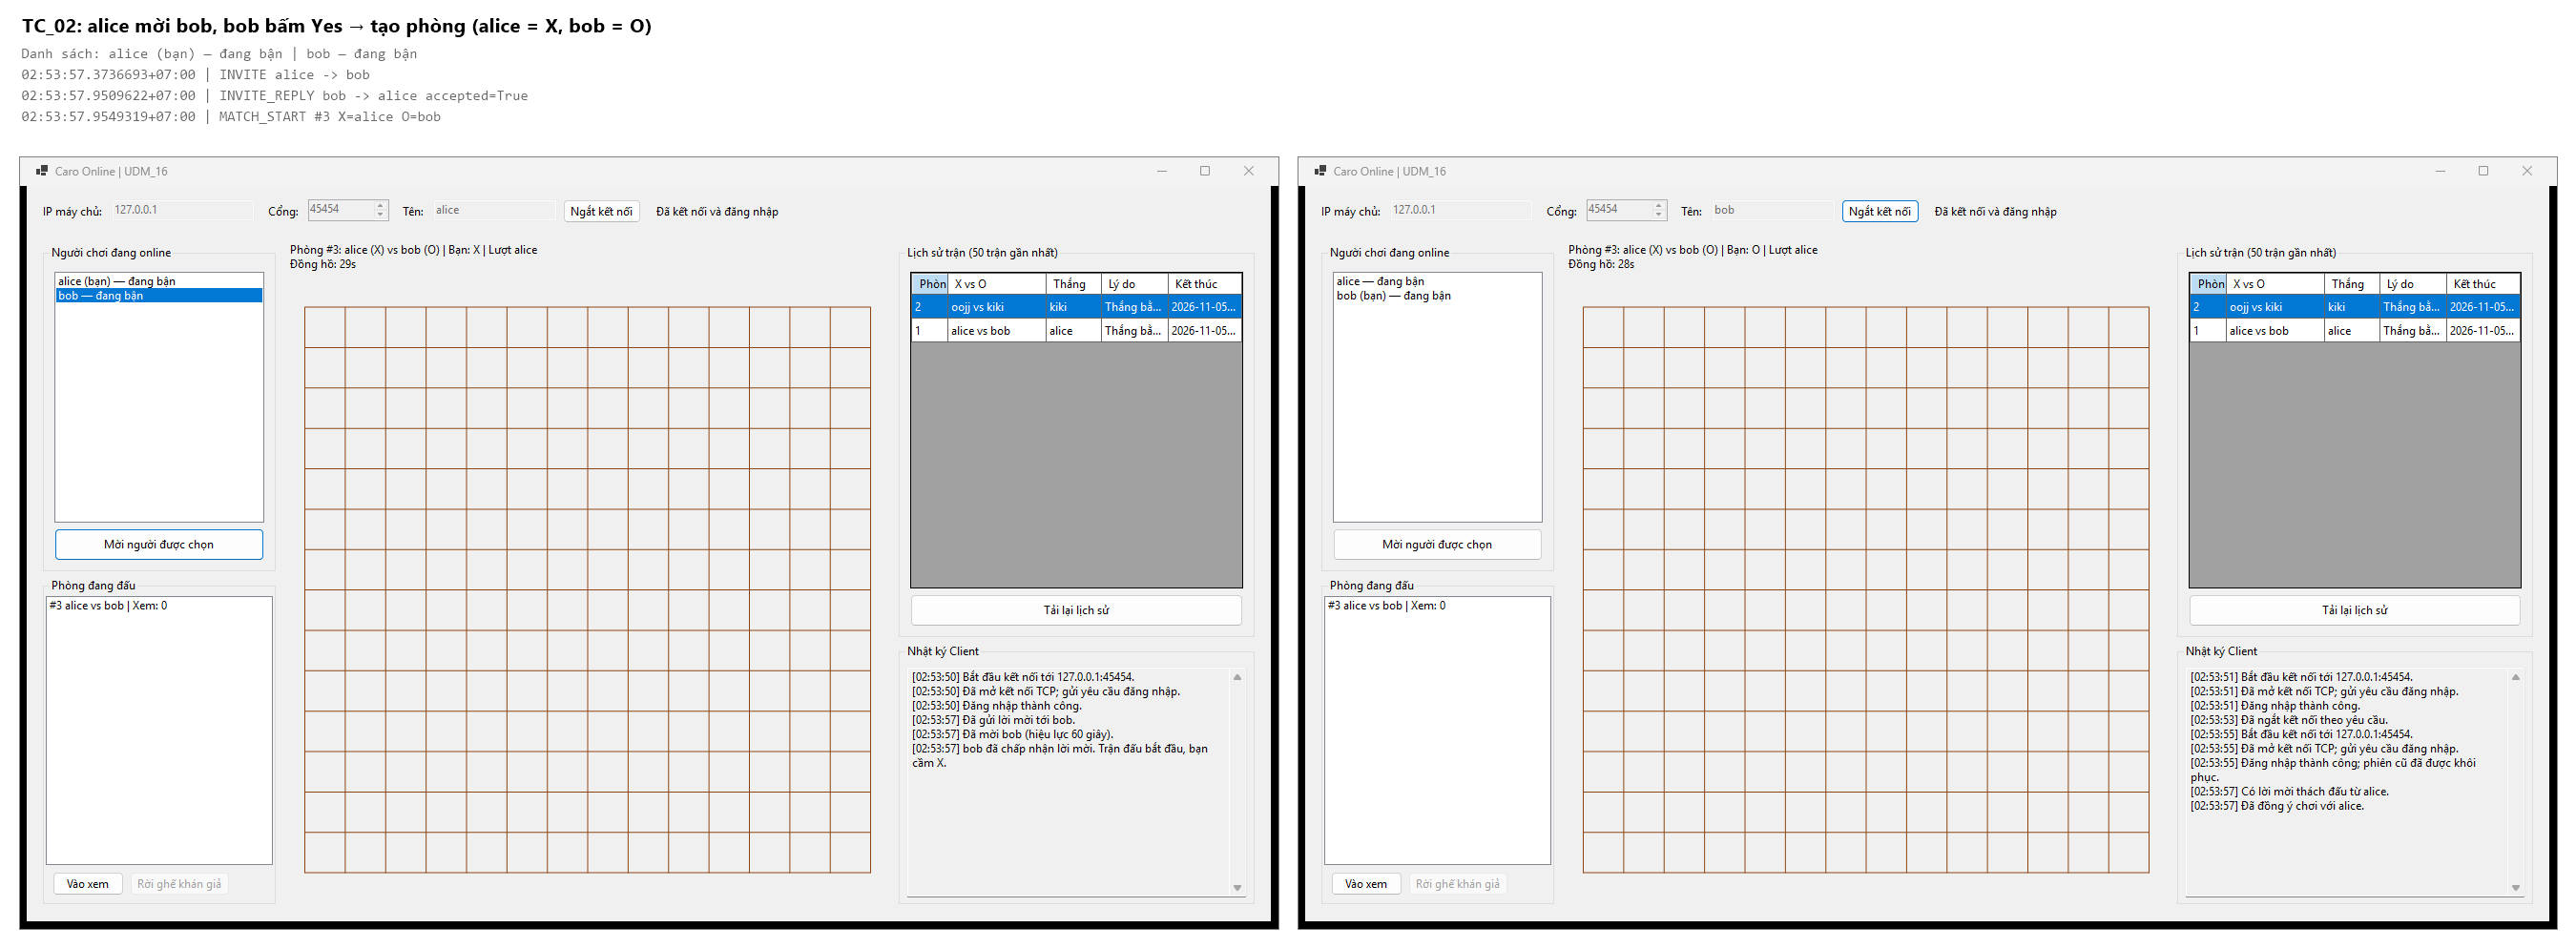 TC_02: alice mời bob, bob bấm Yes → tạo phòng (alice = X, bob = O)
Danh sách: alice (bạn) — đang bận | bob — đang bận
02:53:57.3736693+07:00 | INVITE alice -> bob
02:53:57.9509622+07:00 | INVITE_REPLY bob -> alice accepted=True
02:53:57.9549319+07:00 | MATCH_START #3 X=alice O=bob
Caro Online | UDM_16
IP máy chủ: 127.0.0.1 Cổng: 45454 Tên: alice Ngắt kết nối Đã kết nối và đăng nhập
Người chơi đang online
alice (bạn) — đang bận
bob — đang bận
Mời người được chọn
Phòng đang đấu
#3 alice vs bob | Xem: 0
Vào xem Rời ghế khán giả
Phòng #3: alice (X) vs bob (O) | Bạn: X | Lượt alice
Đồng hồ: 29s
Lịch sử trận (50 trận gần nhất)
Phòn X vs O Thắng Lý do Kết thúc
2 oojj vs kiki kiki Thắng bằ... 2026-11-05...
1 alice vs bob alice Thắng bằ... 2026-11-05...
Tải lại lịch sử
Nhật ký Client
[02:53:50] Bắt đầu kết nối tới 127.0.0.1:45454.
[02:53:50] Đã mở kết nối TCP; gửi yêu cầu đăng nhập.
[02:53:50] Đăng nhập thành công.
[02:53:57] Đã gửi lời mời tới bob.
[02:53:57] Đã mời bob (hiệu lực 60 giây).
[02:53:57] bob đã chấp nhận lời mời. Trận đấu bắt đầu, bạn
cầm X.
Caro Online | UDM_16
IP máy chủ: 127.0.0.1 Cổng: 45454 Tên: bob Ngắt kết nối Đã kết nối và đăng nhập
Người chơi đang online
alice — đang bận
bob (bạn) — đang bận
Mời người được chọn
Phòng đang đấu
#3 alice vs bob | Xem: 0
Vào xem Rời ghế khán giả
Phòng #3: alice (X) vs bob (O) | Bạn: O | Lượt alice
Đồng hồ: 28s
Lịch sử trận (50 trận gần nhất)
Phòn X vs O Thắng Lý do Kết thúc
2 oojj vs kiki kiki Thắng bằ... 2026-11-05...
1 alice vs bob alice Thắng bằ... 2026-11-05...
Tải lại lịch sử
Nhật ký Client
[02:53:51] Bắt đầu kết nối tới 127.0.0.1:45454.
[02:53:51] Đã mở kết nối TCP; gửi yêu cầu đăng nhập.
[02:53:51] Đăng nhập thành công.
[02:53:53] Đã ngắt kết nối theo yêu cầu.
[02:53:55] Bắt đầu kết nối tới 127.0.0.1:45454.
[02:53:55] Đã mở kết nối TCP; gửi yêu cầu đăng nhập.
[02:53:55] Đăng nhập thành công; phiên cũ đã được khôi
phục.
[02:53:57] Có lời mời thách đấu từ alice.
[02:53:57] Đã đồng ý chơi với alice.